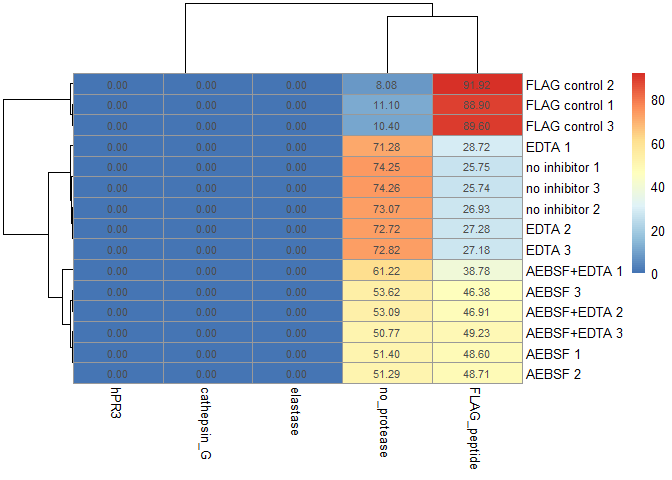 0.00 0.00 0.00 8.08 91.92 FLAG control 2
0.00 0.00 0.00 11.10 88.90 FLAG control 1
0.00 0.00 0.00 10.40 89.60 FLAG control 3
0.00 0.00 0.00 71.28 28.72 EDTA 1
0.00 0.00 0.00 74.25 25.75 no inhibitor 1
0.00 0.00 0.00 74.26 25.74 no inhibitor 3
0.00 0.00 0.00 73.07 26.93 no inhibitor 2
0.00 0.00 0.00 72.72 27.28 EDTA 2
0.00 0.00 0.00 72.82 27.18 EDTA 3
0.00 0.00 0.00 61.22 38.78 AEBSF+EDTA 1
0.00 0.00 0.00 53.62 46.38 AEBSF 3
0.00 0.00 0.00 53.09 46.91 AEBSF+EDTA 2
0.00 0.00 0.00 50.77 49.23 AEBSF+EDTA 3
0.00 0.00 0.00 51.40 48.60 AEBSF 1
0.00 0.00 0.00 51.29 48.71 AEBSF 2
hPR3
cathepsin_G
elastase
no_protease
FLAG_peptide
80
60
40
20
0